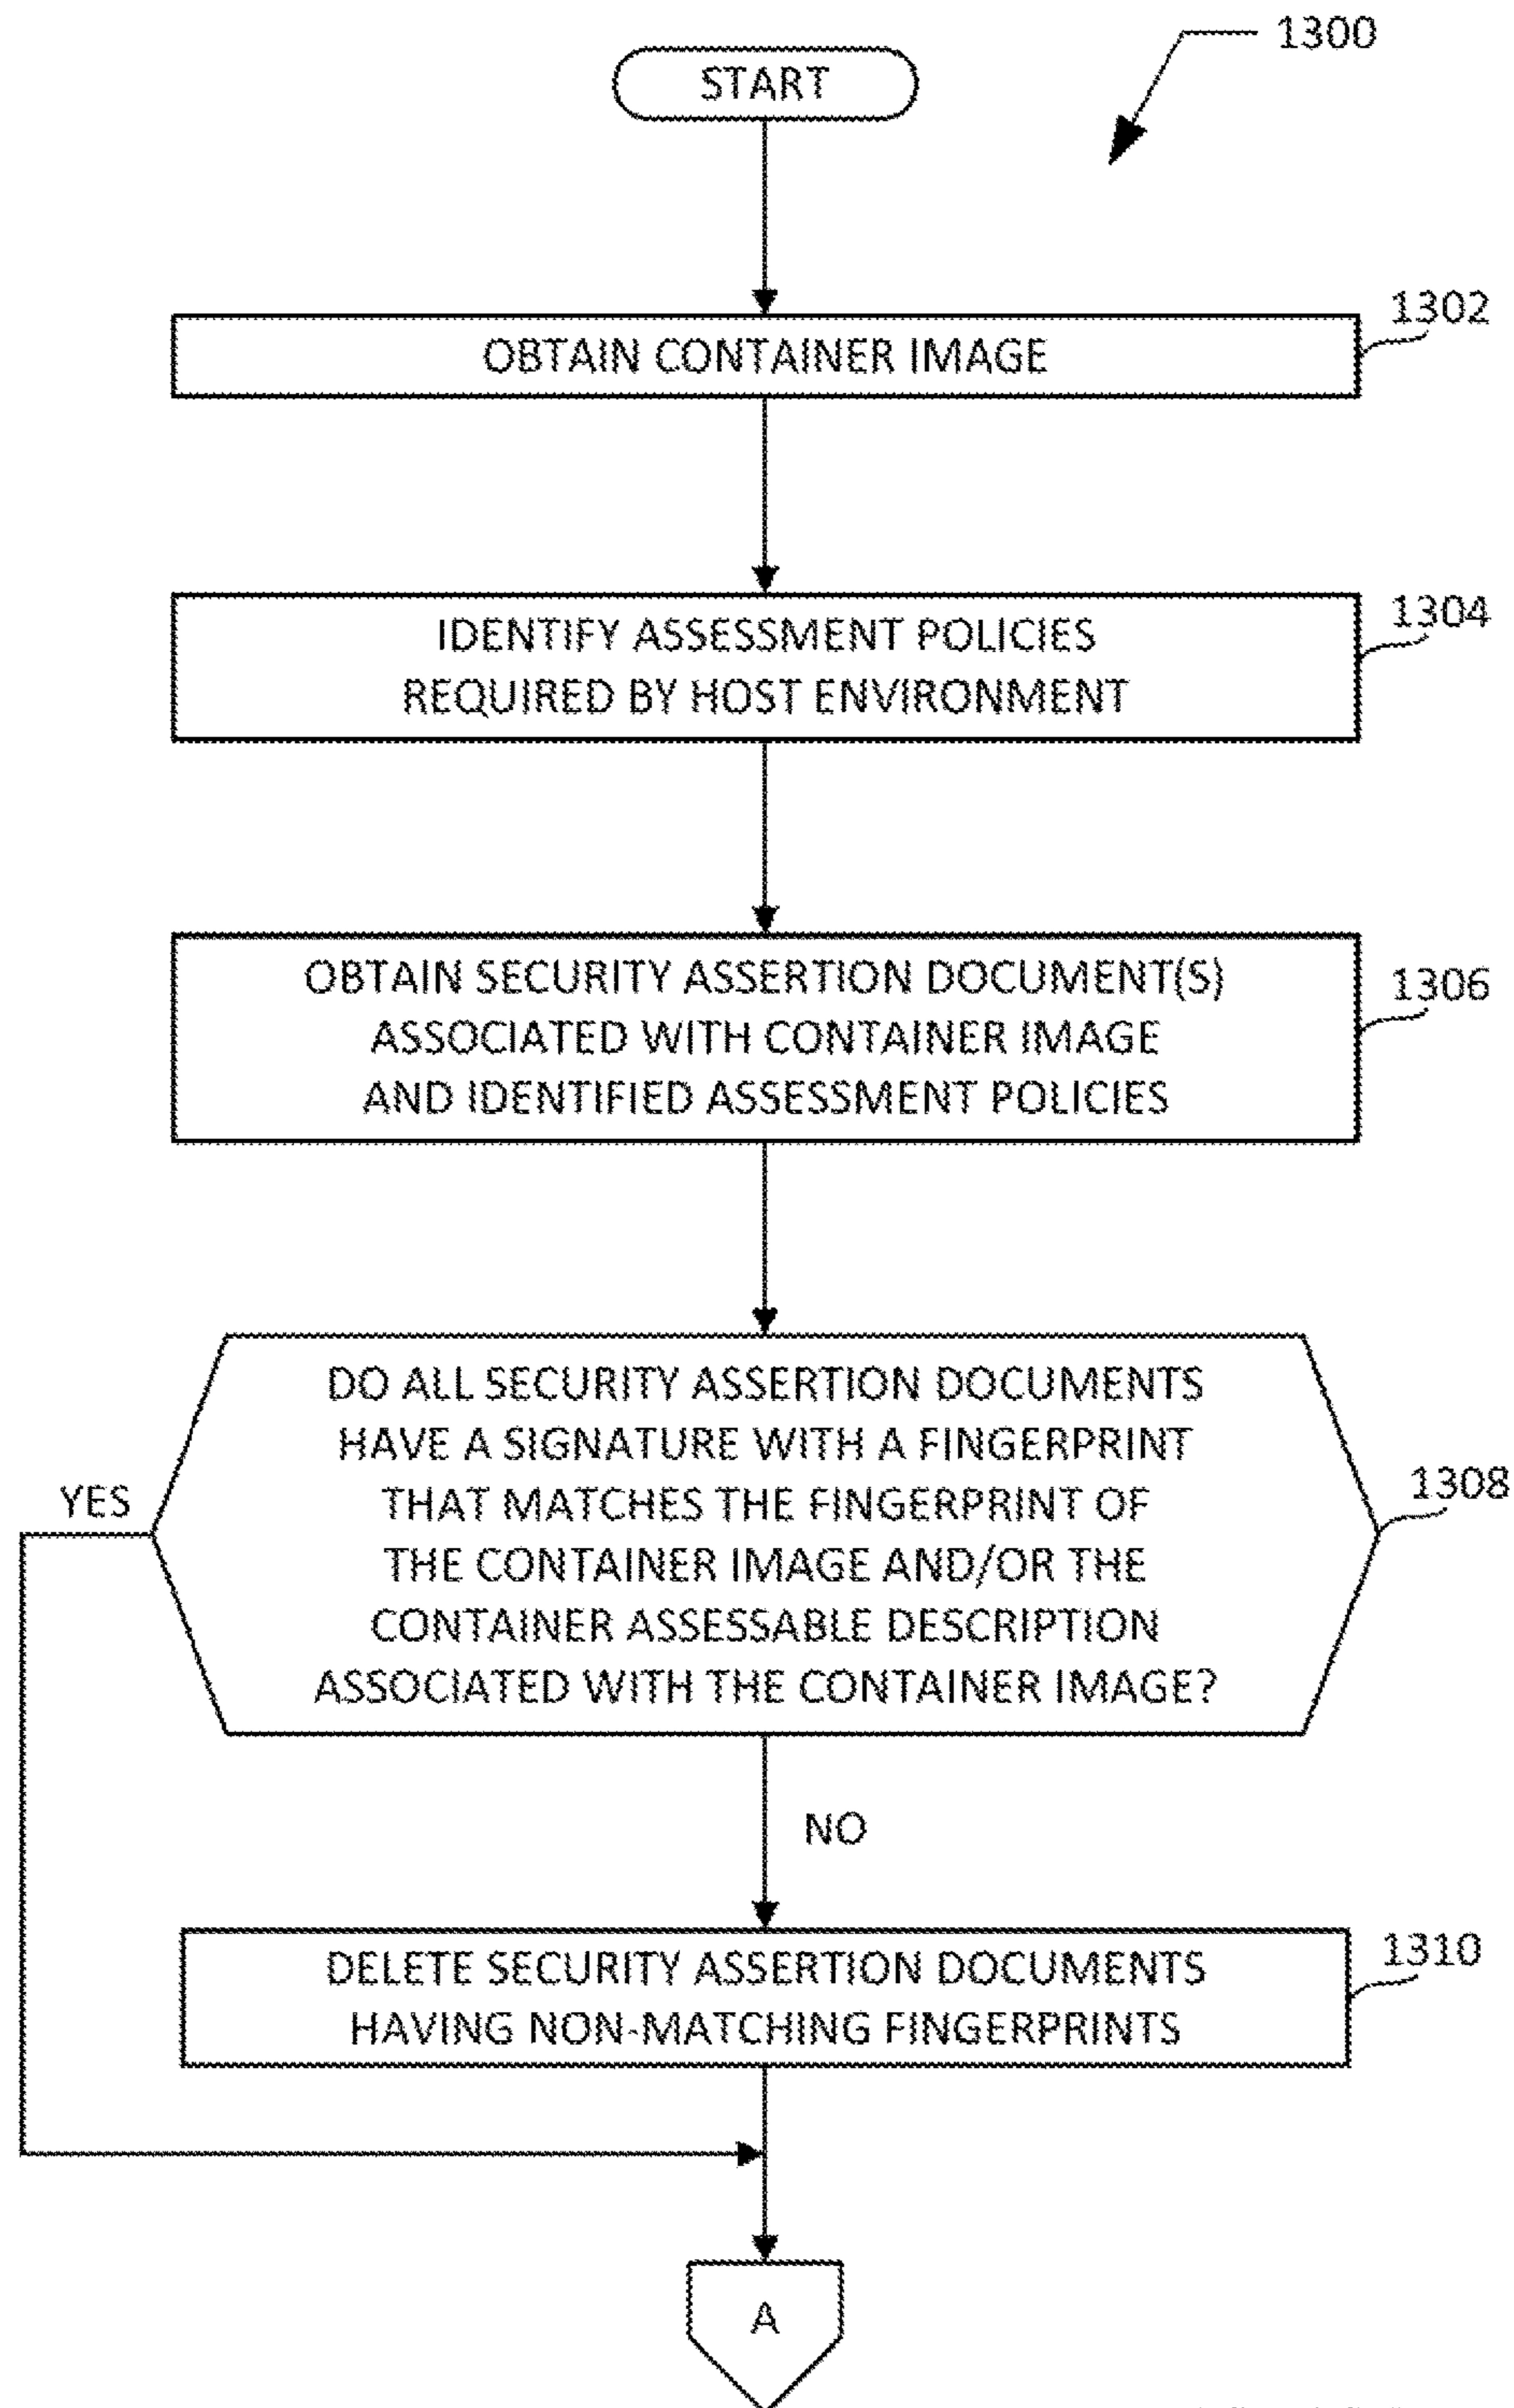 1300
START
1302
OBTAIN CONTAINER IMAGE
1304
IDENTIFY ASSESSMENT POLICIES
REQUIRED BY HOST ENVIRONMENT
1306
OBTAIN SECURITY ASSERTION DOCUMENT(S)
ASSOCIATED WITH CONTAINER IMAGE
AND IDENTIFIED ASSESSMENT POLICIES
1308
DO ALL SECURITY ASSERTION DOCUMENTS
HAVE A SIGNATURE WITH A FINGERPRINT
THAT MATCHES THE FINGERPRINT OF
THE CONTAINER IMAGE AND/OR THE
CONTAINER ASSESSABLE DESCRIPTION
ASSOCIATED WITH THE CONTAINER IMAGE?
YES
NO
1310
DELETE SECURITY ASSERTION DOCUMENTS
HAVING NON-MATCHING FINGERPRINTS
A